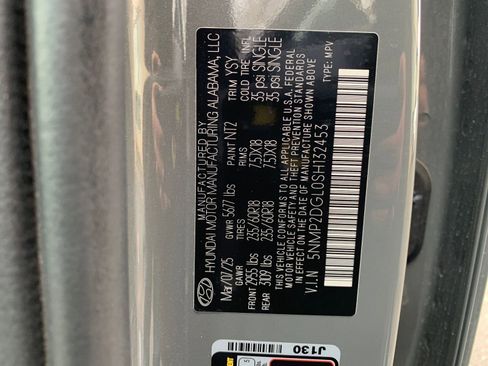 MANUFACTURED BY
HYUNDAI MOTOR MANUFACTURING ALABAMA, LLC
Mar/07/25 GVWR 5677 lbs PAINT NT2 TRIM YSY
GAWR TIRES RIMS COLD TIRE INFL
FRONT 2955 lbs 235/60R18 7.5JX18 35 psi SINGLE
REAR 3109 lbs 235/60R18 7.5JX18 35 psi SINGLE
THIS VEHICLE CONFORMS TO ALL APPLICABLE U.S.A. FEDERAL
MOTOR VEHICLE SAFETY AND THEFT PREVENTION
STANDARDS IN EFFECT ON THE DATE OF MANUFACTURE SHOWN ABOVE
V.I.N 5NMP2DGL0SH132453 TYPE: MPV
J130